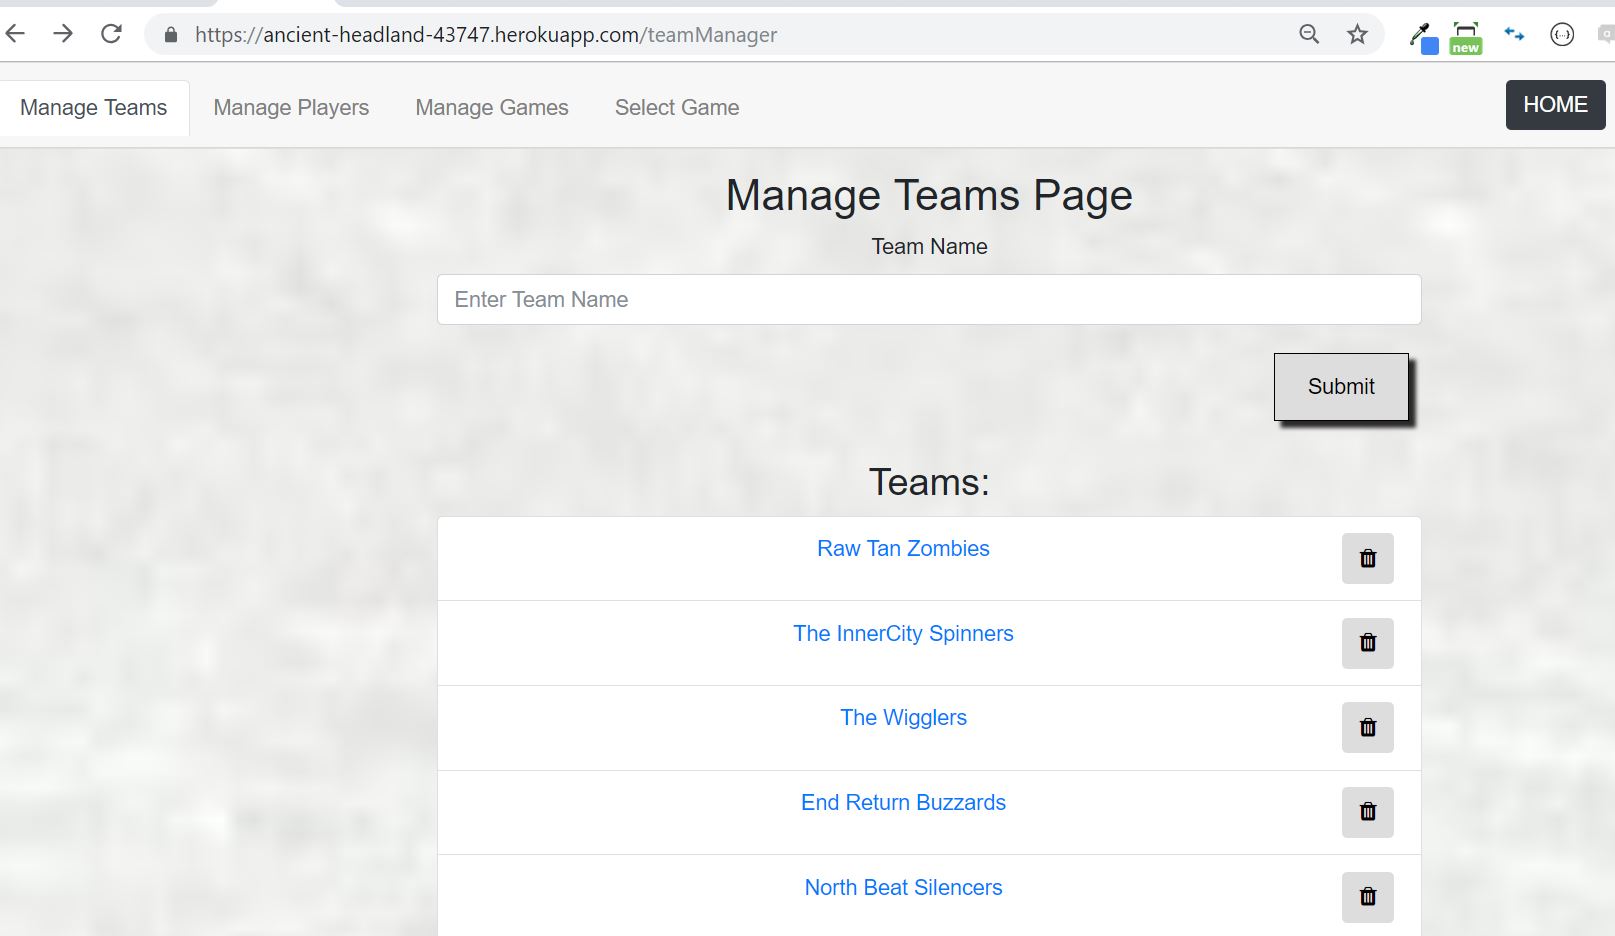 https://ancient-headland-43747.herokuapp.com/teamManager
new
Manage Teams Manage Players Manage Games Select Game HOME
Manage Teams Page
Team Name
Enter Team Name
Submit
Teams:
Raw Tan Zombies
The InnerCity Spinners
The Wigglers
End Return Buzzards
North Beat Silencers